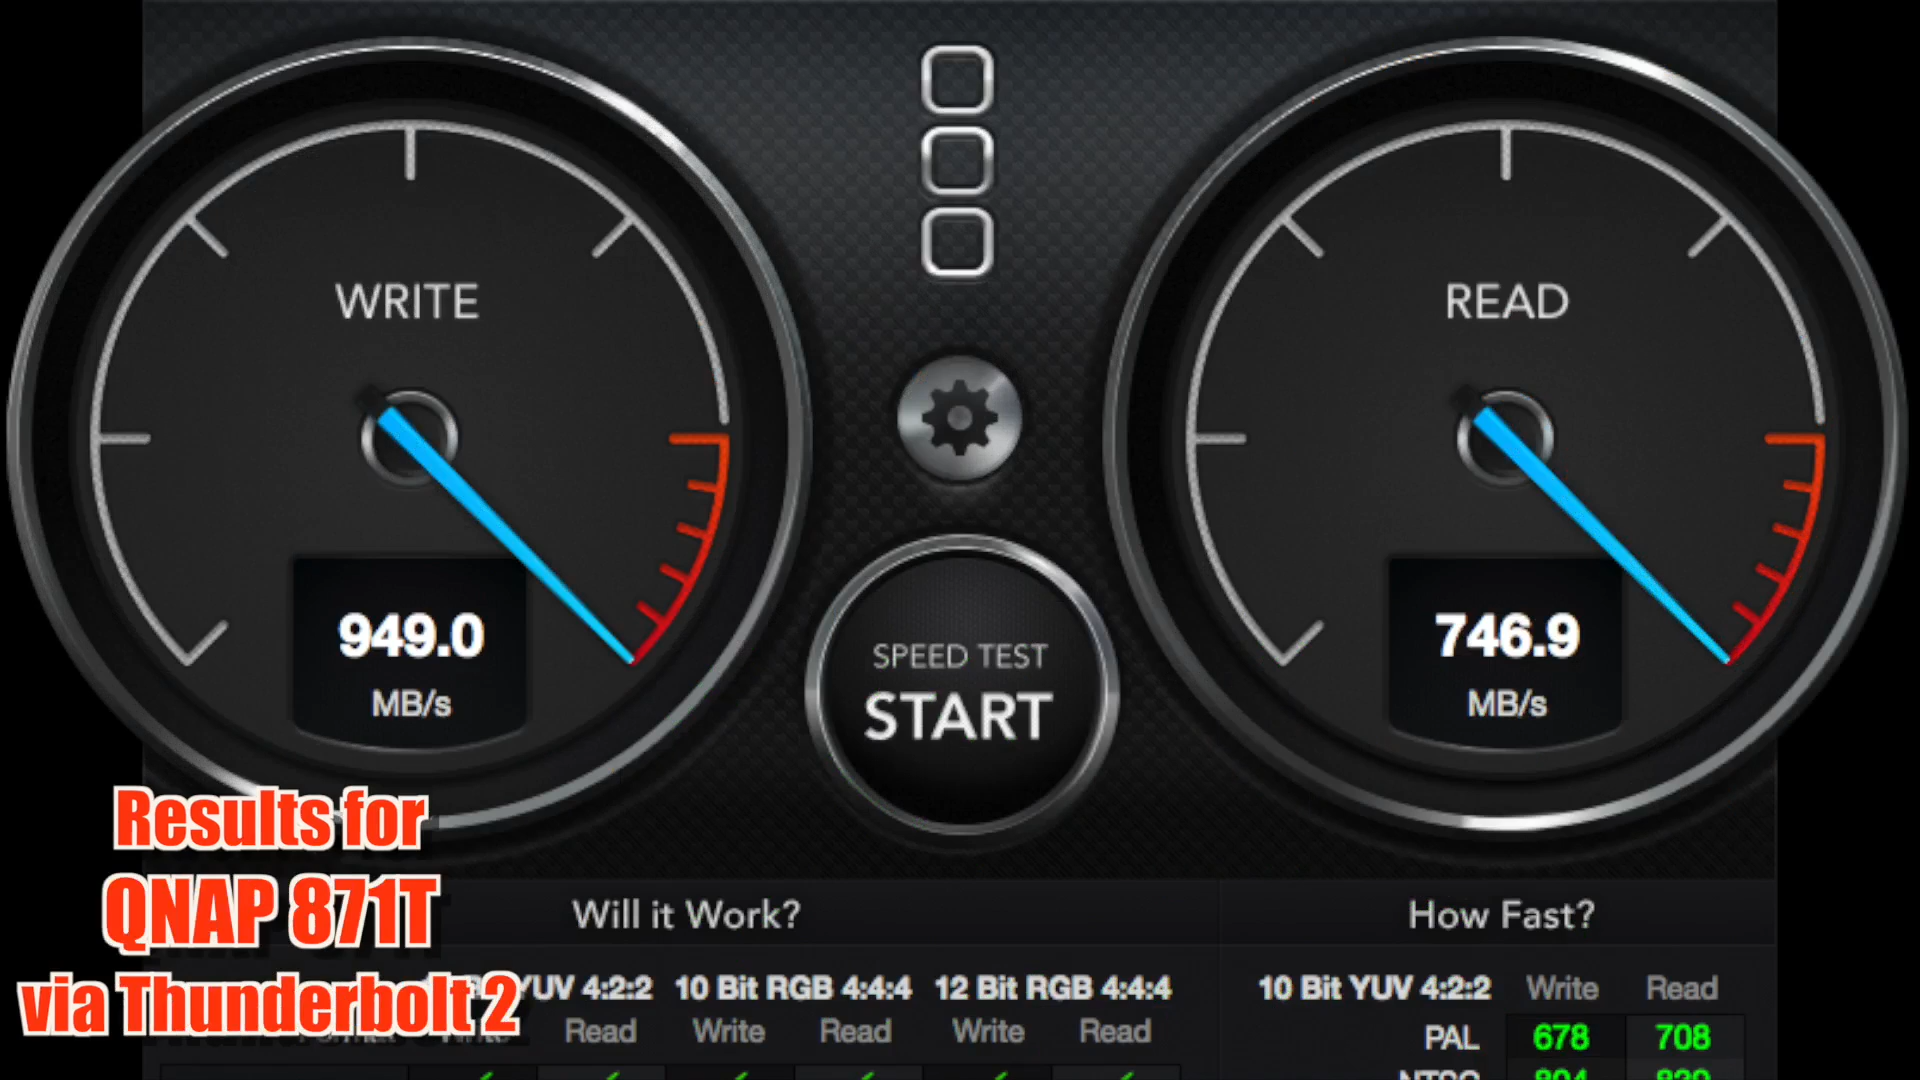 WRITE
READ
949.0
MB/s
SPEED TEST
START
746.9
MB/s
Results for
QNAP 871T
via Thunderbolt 2
Will it Work?
How Fast?
YUV 4:2:2 10 Bit RGB 4:4:4 12 Bit RGB 4:4:4
Read Write Read Write Read
10 Bit YUV 4:2:2 Write Read
PAL 678 708